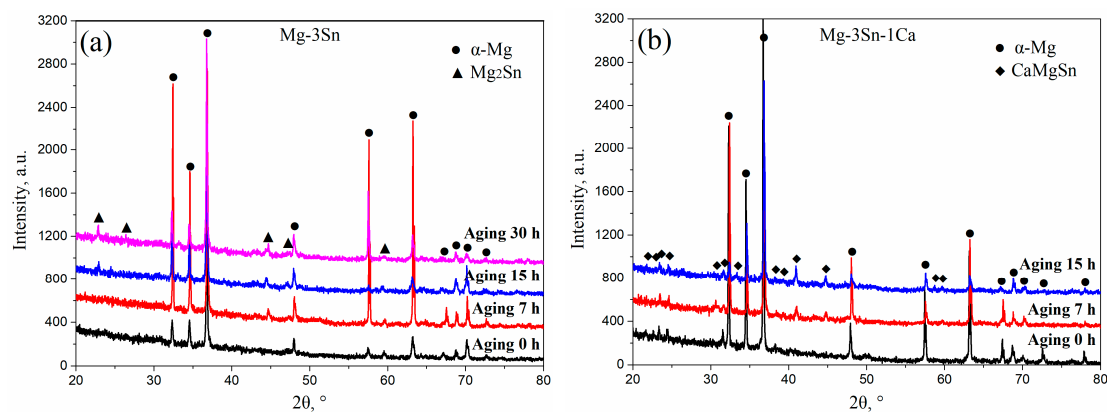 (a)
Mg-3Sn
α-Mg
Mg2Sn
Aging 30 h
Aging 15 h
Aging 7 h
Aging 0 h
Intensity, a.u.
3200
2800
2400
2000
1600
1200
800
400
0
20 30 40 50 60 70 80
2θ, °
(b)
Mg-3Sn-1Ca
α-Mg
CaMgSn
Aging 15 h
Aging 7 h
Aging 0 h
Intensity, a.u.
3200
2800
2400
2000
1600
1200
800
400
0
20 30 40 50 60 70 80
2θ, °